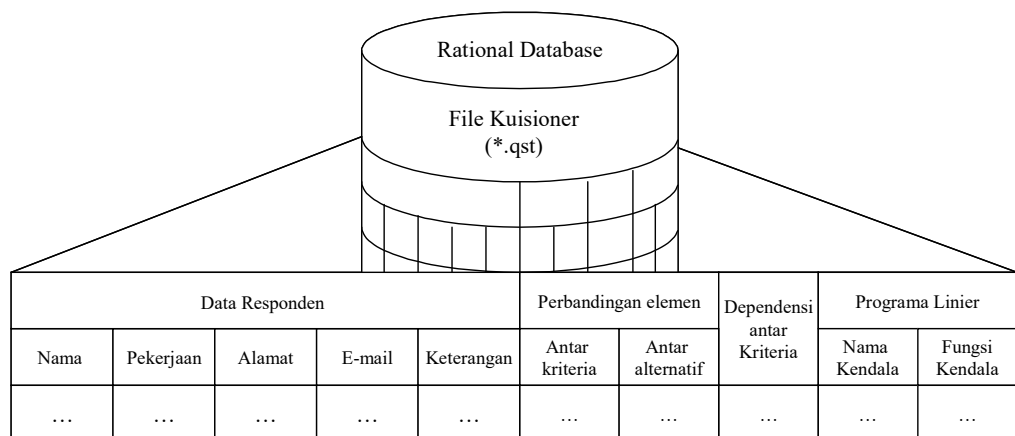 Rational Database
File Kuisioner
(*.qst)
Data Responden
Perbandingan elemen
Dependensi
antar
Kriteria
Programa Linier
Nama
Pekerjaan
Alamat
E-mail
Keterangan
Antar
kriteria
Antar
alternatif
Nama
Kendala
Fungsi
Kendala
… … … … … … … … … …